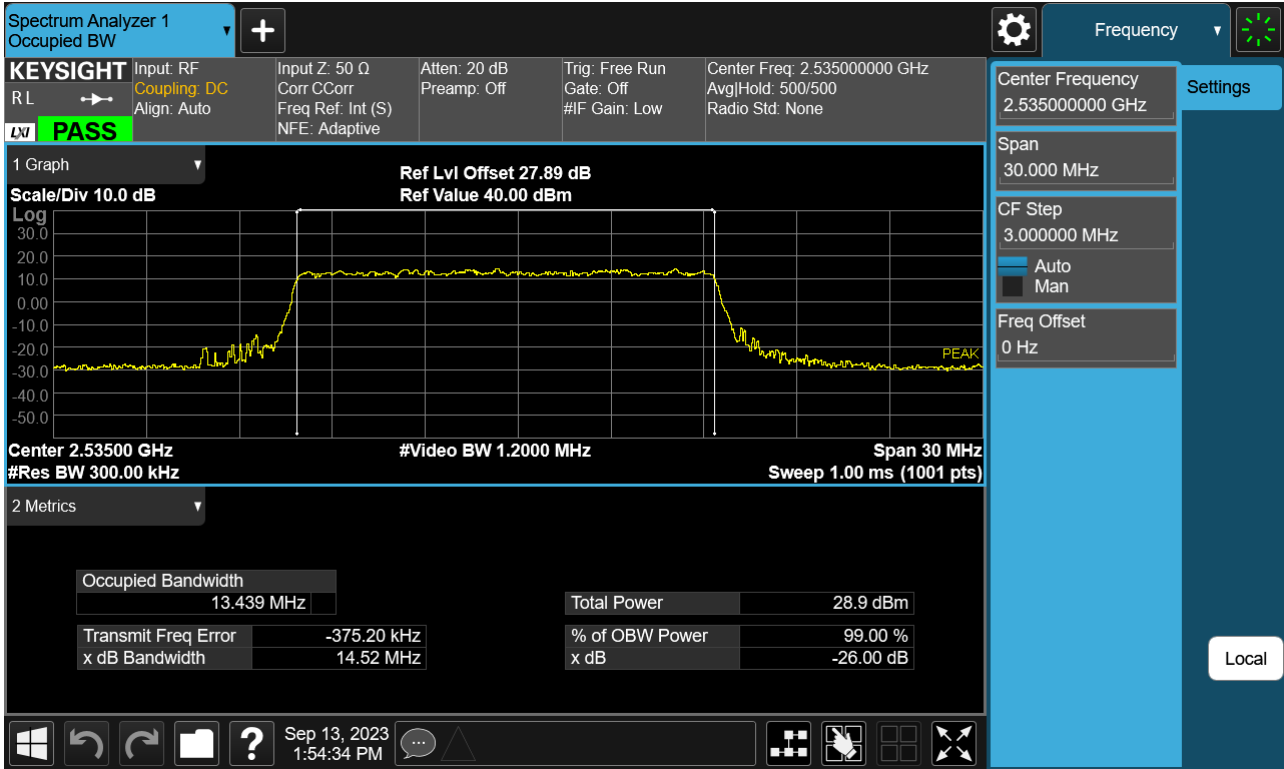 Spectrum Analyzer 1
Occupied BW
▼
+
Frequency
▼
KEYSIGHT
R L
LXI
PASS
Input: RF
Coupling: DC
Align: Auto
Input Z: 50 Ω
Corr CCorr
Freq Ref: Int (S)
NFE: Adaptive
Atten: 20 dB
Preamp: Off
Trig: Free Run
Gate: Off
#IF Gain: Low
Center Freq: 2.535000000 GHz
Avg|Hold: 500/500
Radio Std: None
1 Graph ▼
Scale/Div 10.0 dB
Ref Lvl Offset 27.89 dB
Ref Value 40.00 dBm
Log
30.0
20.0
10.0
0.00
-10.0
-20.0
-30.0
-40.0
-50.0
PEAK
Center 2.53500 GHz
#Video BW 1.2000 MHz
Span 30 MHz
#Res BW 300.00 kHz
Sweep 1.00 ms (1001 pts)
2 Metrics ▼
Occupied Bandwidth
13.439 MHz
Total Power 28.9 dBm
Transmit Freq Error -375.20 kHz
% of OBW Power 99.00 %
x dB Bandwidth 14.52 MHz
x dB -26.00 dB
Center Frequency
2.535000000 GHz
Span
30.000 MHz
CF Step
3.000000 MHz
Auto
Man
Freq Offset
0 Hz
Settings
Local
?
Sep 13, 2023
1:54:34 PM
...